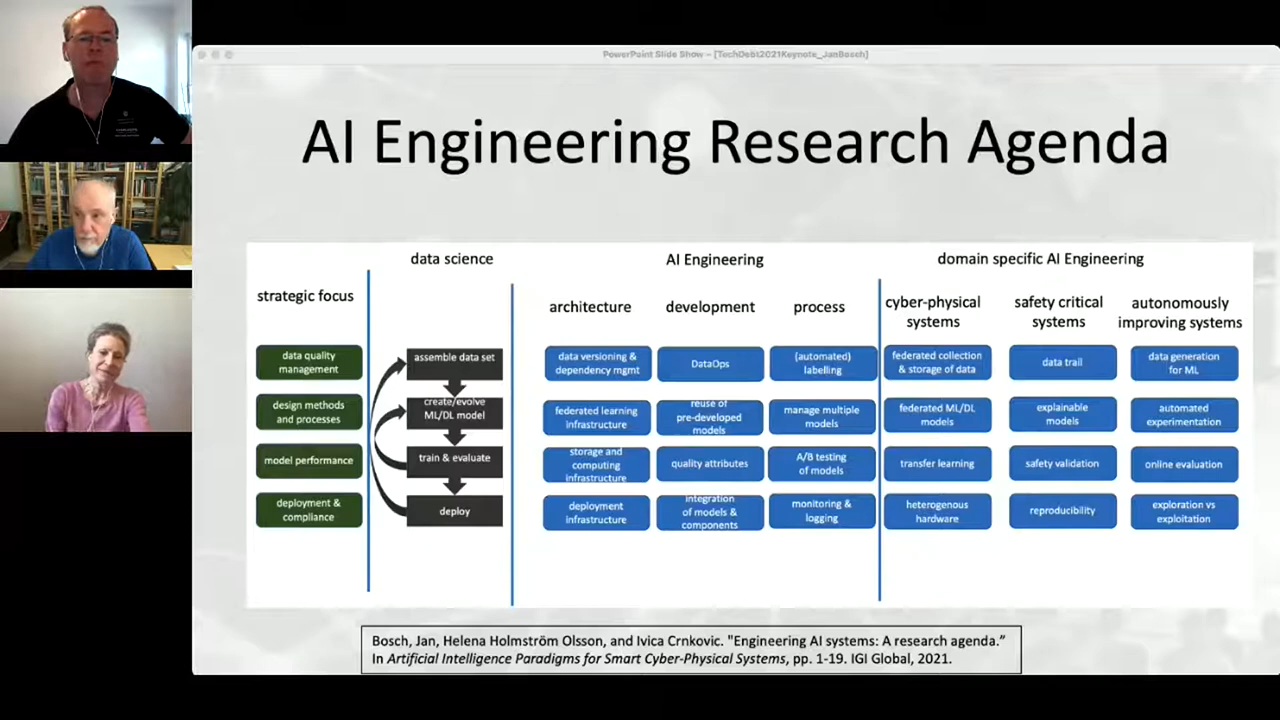 PowerPoint Slide Show – [TechDebt2021Keynote_JanBosch]
AI Engineering Research Agenda
data science
AI Engineering
domain specific AI Engineering
strategic focus
architecture
development
process
cyber-physical
systems
safety critical
systems
autonomously
improving systems
data quality
management
assemble data set
data versioning &
dependency mgmt
DataOps
(automated)
labelling
federated collection
& storage of data
data trail
data generation
for ML
design methods
and processes
create/evolve
ML/DL model
federated learning
infrastructure
reuse of
pre-developed
models
manage multiple
models
federated ML/DL
models
explainable
models
automated
experimentation
model performance
train & evaluate
storage and
computing
infrastructure
quality attributes
A/B testing
of models
transfer learning
safety validation
online evaluation
deployment &
compliance
deploy
deployment
infrastructure
integration
of models &
components
monitoring &
logging
heterogenous
hardware
reproducibility
exploration vs
exploitation
Bosch, Jan, Helena Holmström Olsson, and Ivica Crnkovic. "Engineering AI systems: A research agenda.”
In Artificial Intelligence Paradigms for Smart Cyber-Physical Systems, pp. 1-19. IGI Global, 2021.